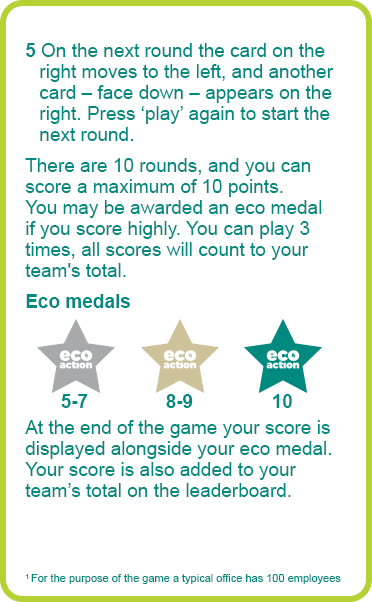 5 On the next round the card on the
right moves to the left, and another
card – face down – appears on the
right. Press ‘play’ again to start the
next round.
There are 10 rounds, and you can
score a maximum of 10 points.
You may be awarded an eco medal
if you score highly. You can play 3
times, all scores will count to your
team's total.
Eco medals
eco action
eco action
eco action
5-7
8-9
10
At the end of the game your score is
displayed alongside your eco medal.
Your score is also added to your
team’s total on the leaderboard.
1 For the purpose of the game a typical office has 100 employees